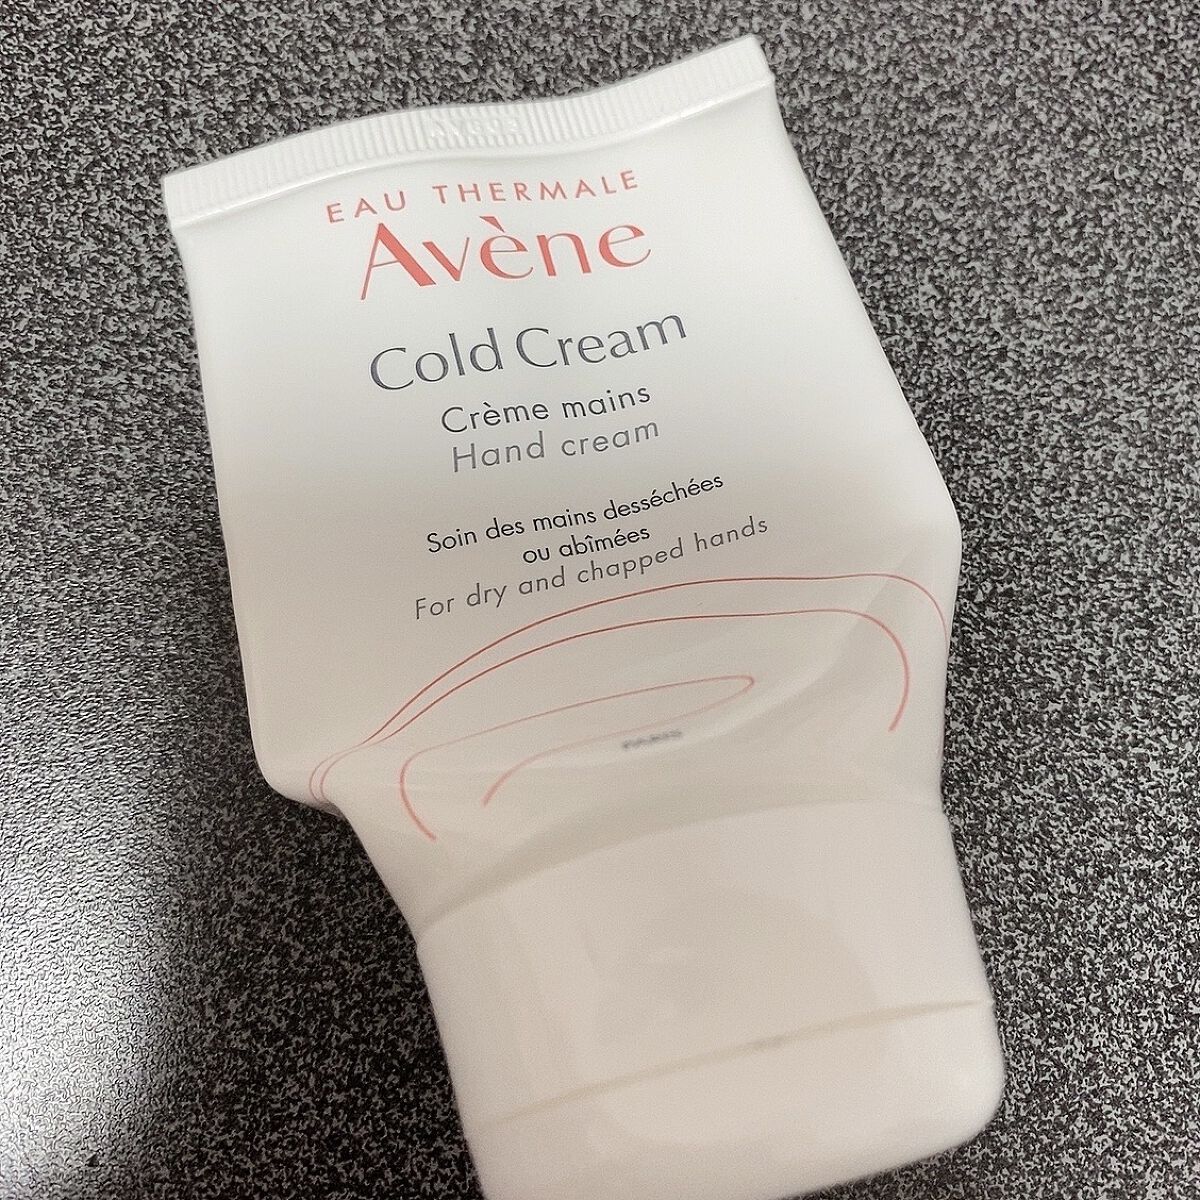 EAU THERMALE
Avène
Cold Cream
Crème mains
Hand cream
Soin des mains desséchées
ou abîmées
For dry and chapped hands